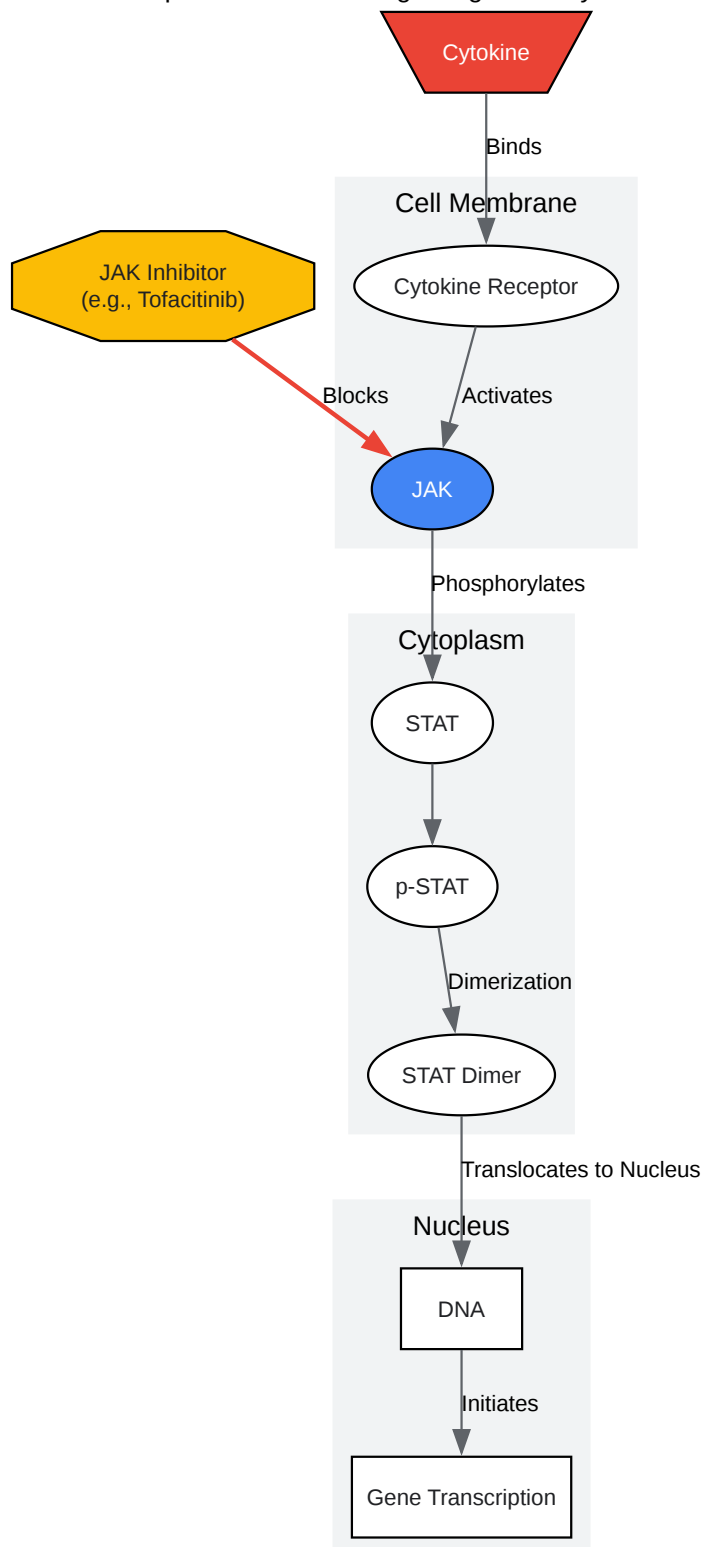 Cytokine
Binds
Cell Membrane
JAK Inhibitor
(e.g., Tofacitinib)
Cytokine Receptor
Blocks
Activates
JAK
Phosphorylates
Cytoplasm
STAT
p-STAT
Dimerization
STAT Dimer
Translocates to Nucleus
Nucleus
DNA
Initiates
Gene Transcription